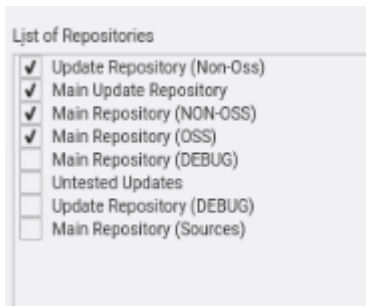 List of Repositories
Update Repository (Non-Oss)
Main Update Repository
Main Repository (NON-OSS)
Main Repository (OSS)
Main Repository (DEBUG)
Untested Updates
Update Repository (DEBUG)
Main Repository (Sources)